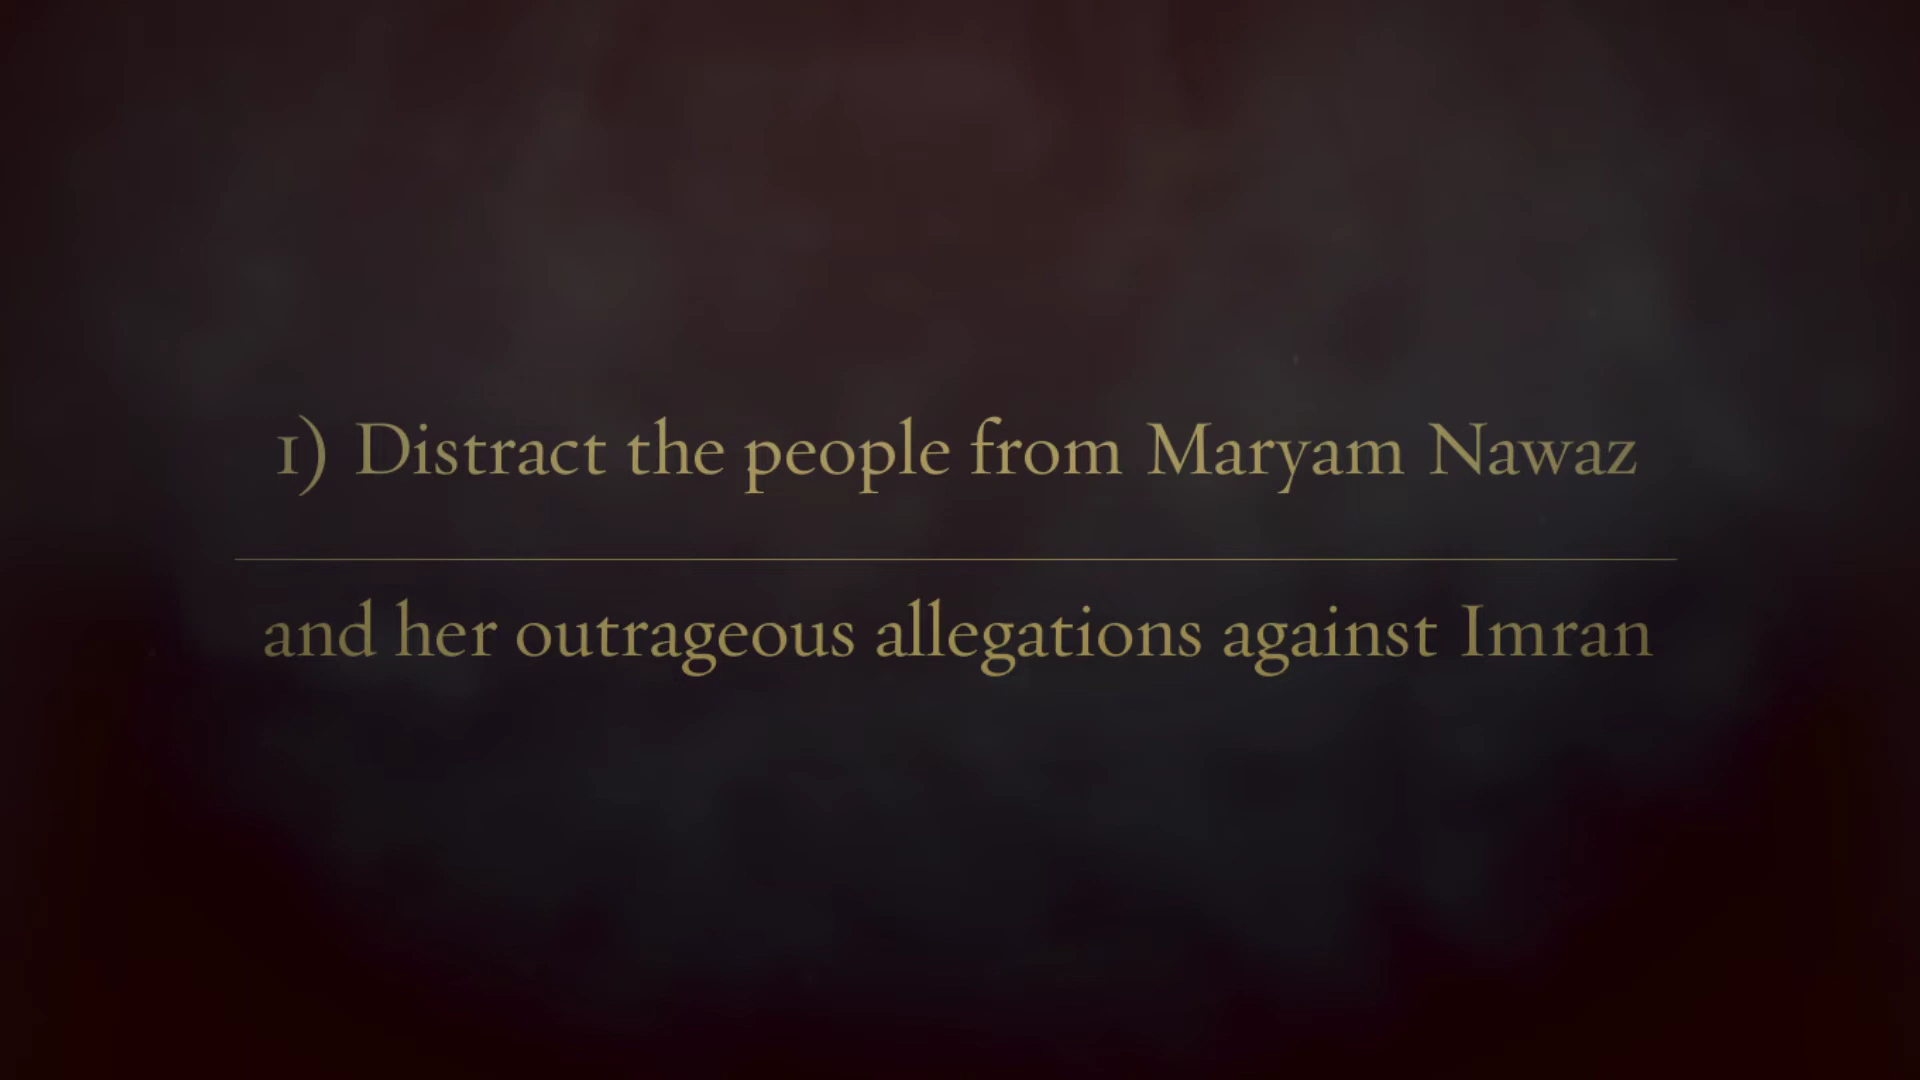 1) Distract the people from Maryam Nawaz
and her outrageous allegations against Imran